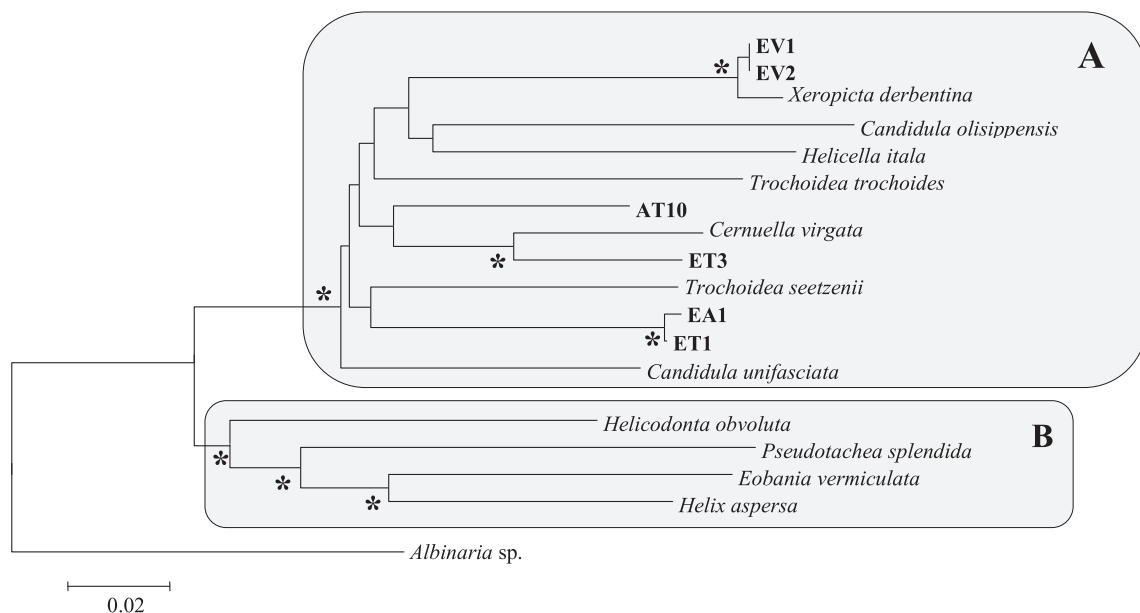 A
EV1
EV2
*
Xeropicta derbentina
Candidula olisippensis
Helicella itala
Trochoidea trochoides
AT10
Cernuella virgata
*
ET3
Trochoidea seetzenii
*
EA1
*
ET1
Candidula unifasciata
Helicodonta obvoluta
B
*
Pseudotachea splendida
*
Eobania vermiculata
*
Helix aspersa
Albinaria sp.
0.02